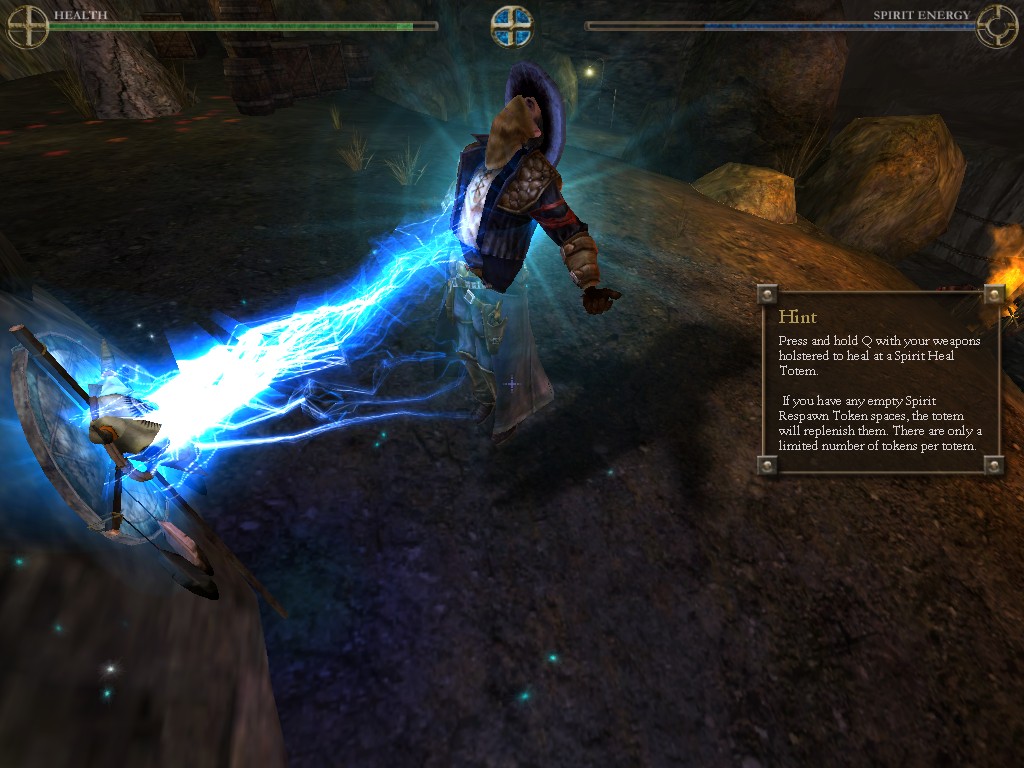 HEALTH
SPIRIT ENERGY
Hint
Press and hold Q with your weapons
holstered to heal at a Spirit Heal
Totem.
If you have any empty Spirit
Respawn Token spaces, the totem
will replenish them. There are only a
limited number of tokens per totem.